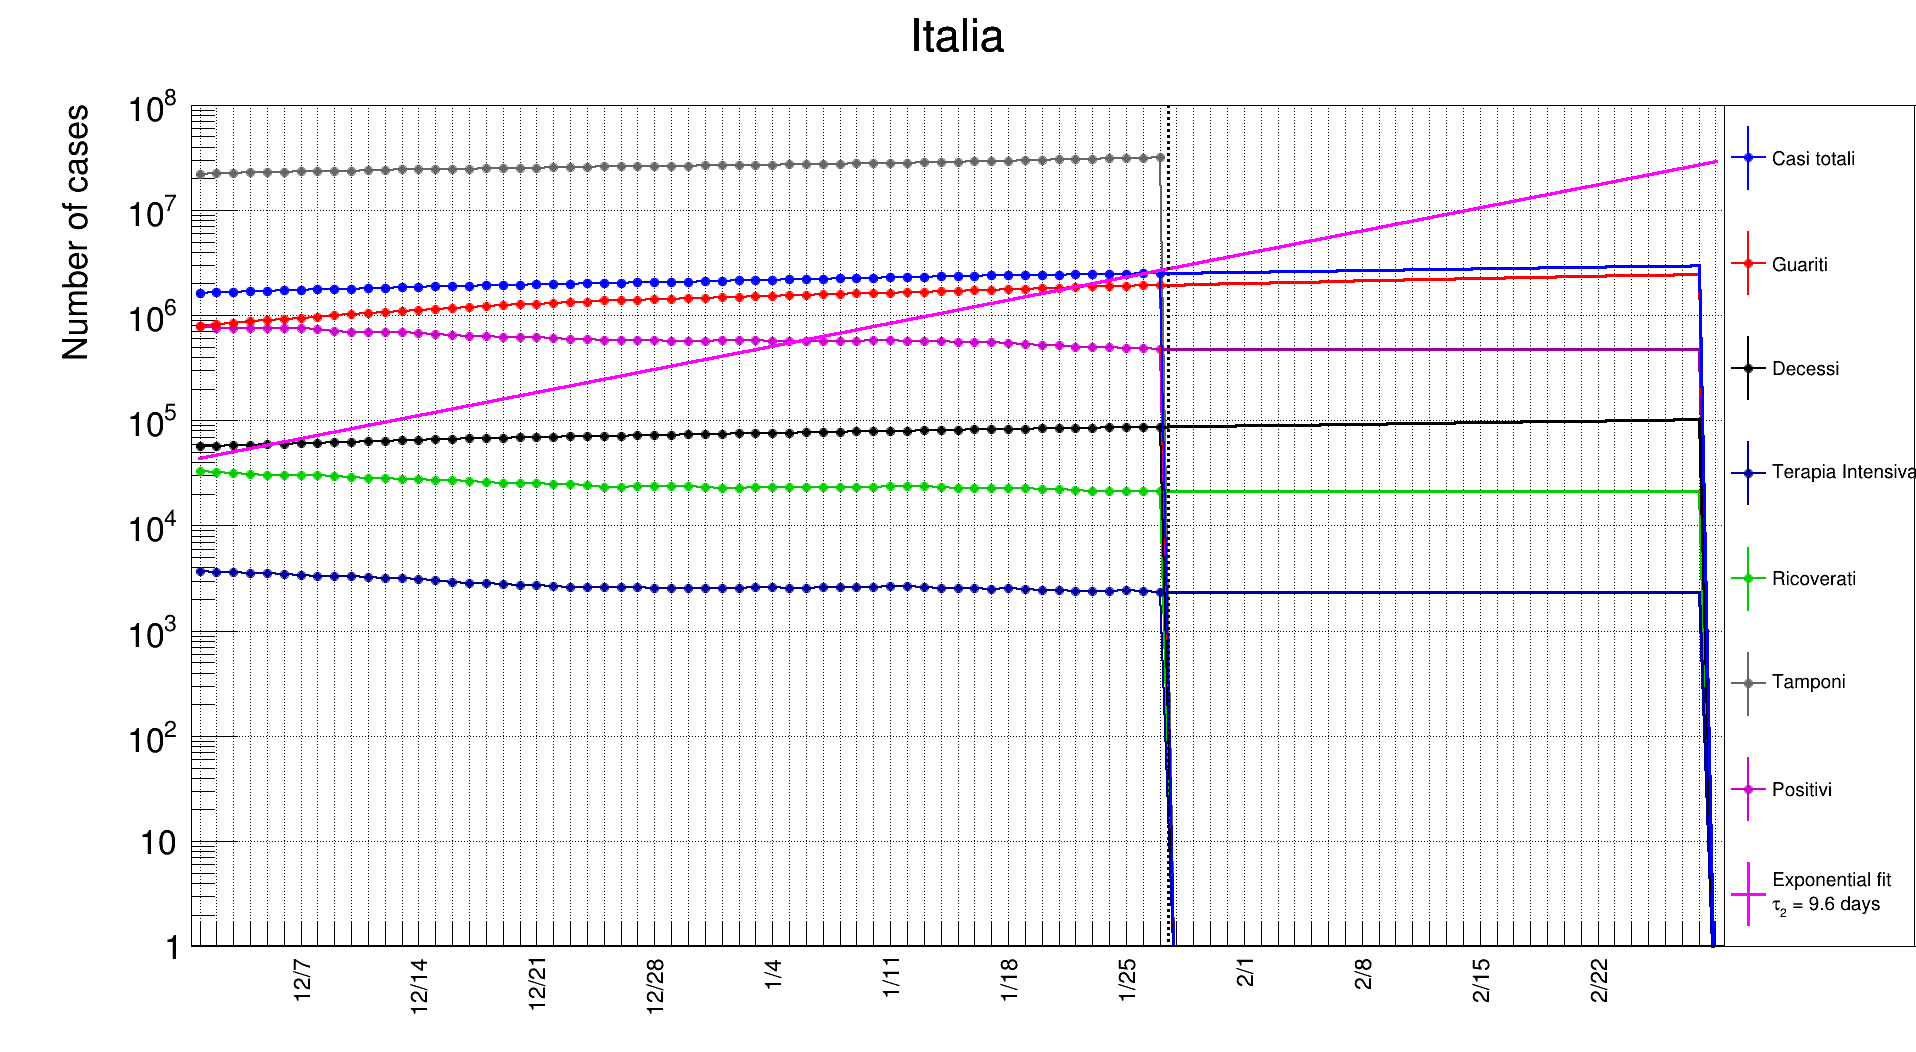 Italia
Number of cases
10^8
10^7
10^6
10^5
10^4
10^3
10^2
10
1
12/7
12/14
12/21
12/28
1/4
1/11
1/18
1/25
2/1
2/8
2/15
2/22
Casi totali
Guariti
Decessi
Terapia Intensiva
Ricoverati
Tamponi
Positivi
Exponential fit
τ₂ = 9.6 days